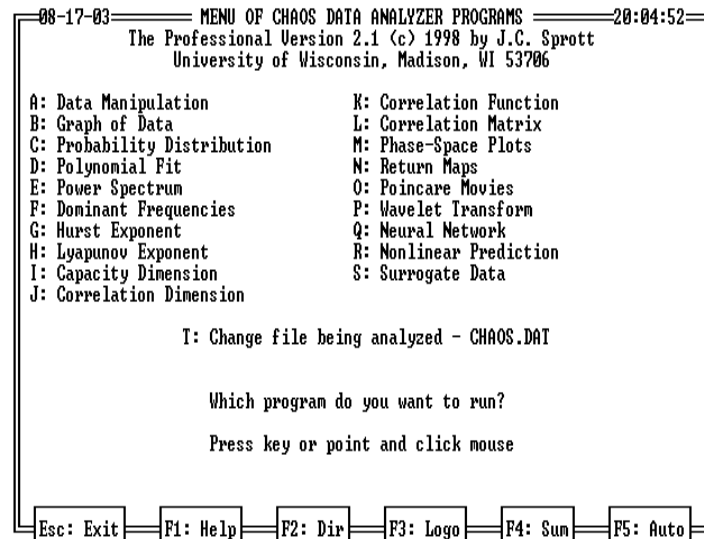 08-17-03 MENU OF CHAOS DATA ANALYZER PROGRAMS 20:04:52
The Professional Version 2.1 (c) 1998 by J.C. Sprott
University of Wisconsin, Madison, WI 53706
A: Data Manipulation
B: Graph of Data
C: Probability Distribution
D: Polynomial Fit
E: Power Spectrum
F: Dominant Frequencies
G: Hurst Exponent
H: Lyapunov Exponent
I: Capacity Dimension
J: Correlation Dimension
K: Correlation Function
L: Correlation Matrix
M: Phase-Space Plots
N: Return Maps
O: Poincare Movies
P: Wavelet Transform
Q: Neural Network
R: Nonlinear Prediction
S: Surrogate Data
T: Change file being analyzed - CHAOS.DAT
Which program do you want to run?
Press key or point and click mouse
Esc: Exit F1: Help F2: Dir F3: Logo F4: Sum F5: Auto